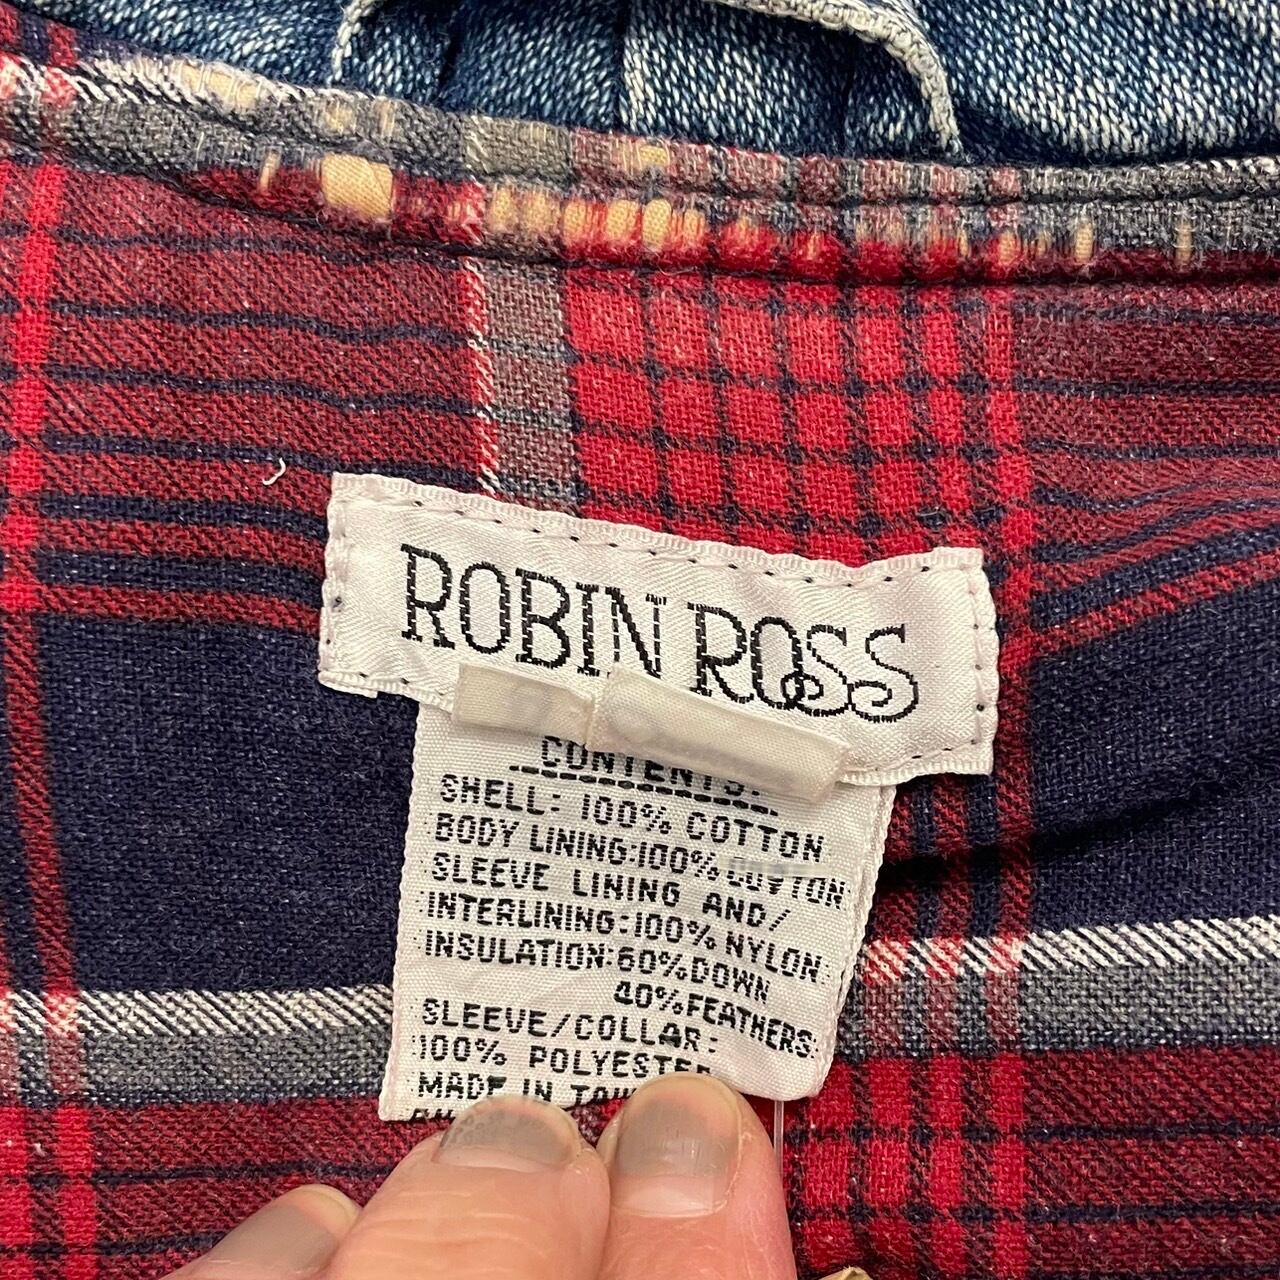 ROBIN ROSS
CONTENTS:
SHELL: 100% COTTON
BODY LINING:100% COTTON
SLEEVE LINING AND/
INTERLINING:100% NYLON
INSULATION:60%DOWN
40%FEATHERS
SLEEVE/COLLAR:
100% POLYESTER
MADE IN